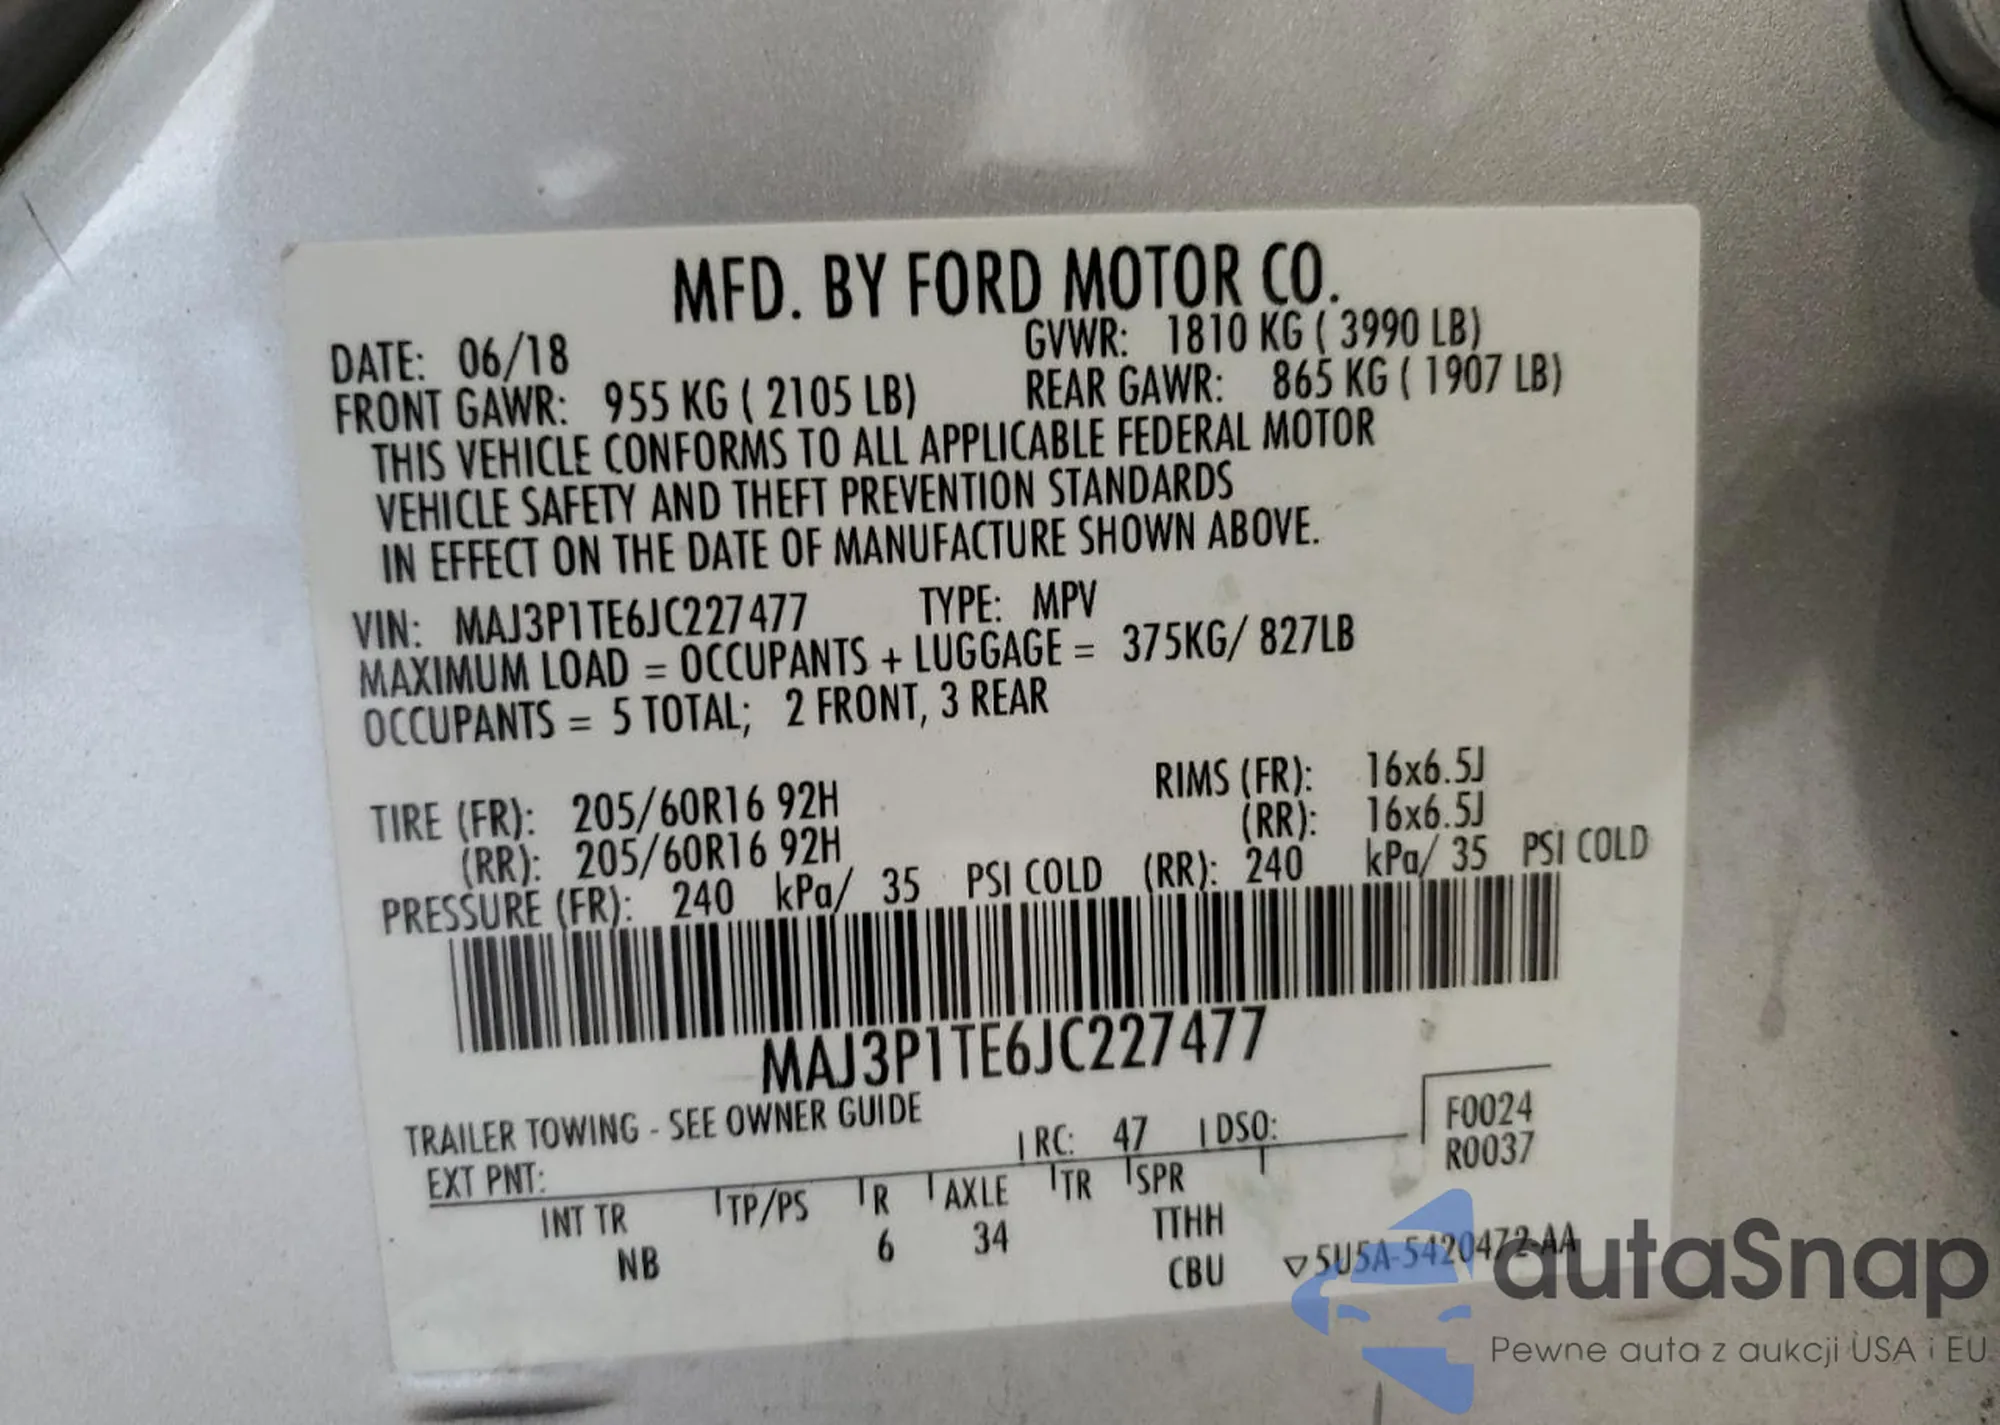 MFD. BY FORD MOTOR CO.
DATE: 06/18 GVWR: 1810 KG ( 3990 LB)
FRONT GAWR: 955 KG ( 2105 LB) REAR GAWR: 865 KG ( 1907 LB)
THIS VEHICLE CONFORMS TO ALL APPLICABLE FEDERAL MOTOR
VEHICLE SAFETY AND THEFT PREVENTION STANDARDS
IN EFFECT ON THE DATE OF MANUFACTURE SHOWN ABOVE.
VIN: MAJ3P1TE6JC227477 TYPE: MPV
MAXIMUM LOAD = OCCUPANTS + LUGGAGE = 375KG/ 827LB
OCCUPANTS = 5 TOTAL; 2 FRONT, 3 REAR
TIRE (FR): 205/60R16 92H RIMS (FR): 16x6.5J
(RR): 205/60R16 92H (RR): 16x6.5J
PRESSURE (FR): 240 kPa/ 35 PSI COLD (RR): 240 kPa/ 35 PSI COLD
MAJ3P1TE6JC227477
TRAILER TOWING - SEE OWNER GUIDE
EXT PNT: RC: 47 DSO: F0024
R0037
INT TR TP/PS R AXLE TR SPR
NB 6 34 TTHH
CBU ▽5U5A-5420472-AA
autaSnap
Pewne auta z aukcji USA i EU